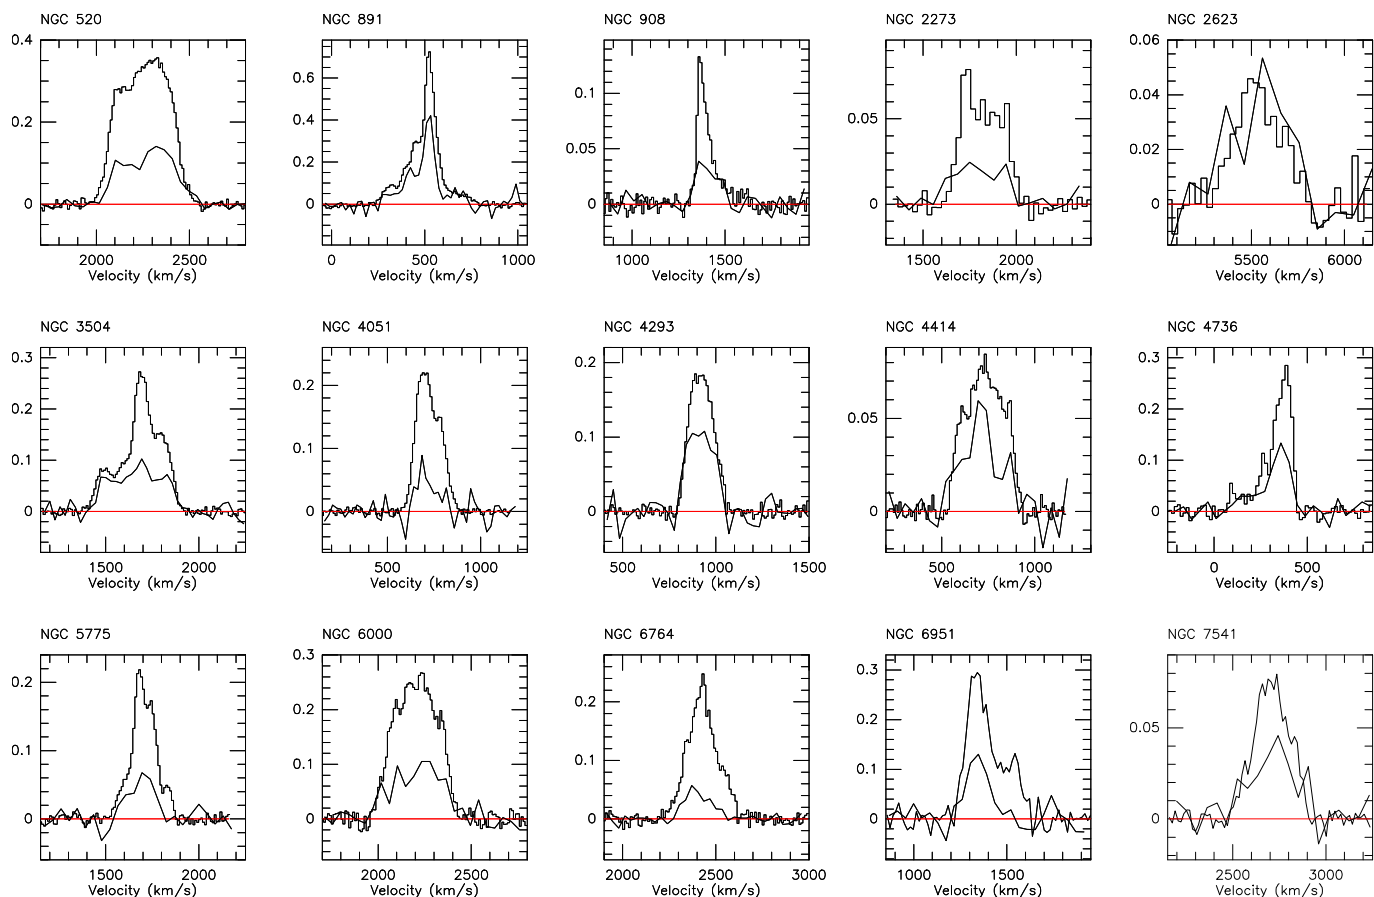 NGC 520 NGC 891 NGC 908 NGC 2273 NGC 2623
0.4 0.06
0.6 0.1 0.04
0.2 0.4 0.05 0.05 0.02
0.2
0 0 0 0 0
2000 2500 0 500 1000 1000 1500 1500 2000 5500 6000
Velocity (km/s) Velocity (km/s) Velocity (km/s) Velocity (km/s) Velocity (km/s)
NGC 3504 NGC 4051 NGC 4293 NGC 4414 NGC 4736
0.3 0.2 0.3
0.2 0.2 0.2
0.1 0.1 0.1 0.05 0.1
0 0 0 0 0
1500 2000 500 1000 500 1000 1500 500 1000 0 500
Velocity (km/s) Velocity (km/s) Velocity (km/s) Velocity (km/s) Velocity (km/s)
NGC 5775 NGC 6000 NGC 6764 NGC 6951 NGC 7541
0.2 0.3 0.3
0.2 0.2 0.2 0.05
0.1 0.1 0.1 0.1
0 0 0 0 0
1500 2000 2000 2500 2000 2500 3000 1000 1500 2500 3000
Velocity (km/s) Velocity (km/s) Velocity (km/s) Velocity (km/s) Velocity (km/s)